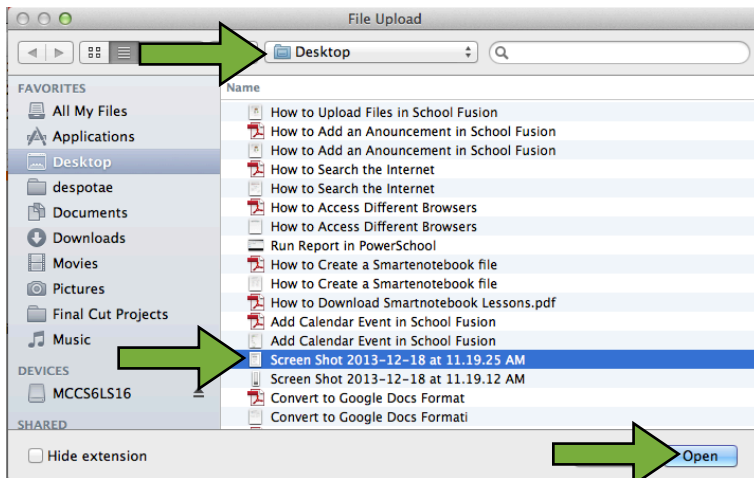 File Upload
Desktop
FAVORITES
All My Files
Applications
Desktop
despotae
Documents
Downloads
Movies
Pictures
Final Cut Projects
Music
DEVICES
MCCS6LS16
SHARED
Name
How to Upload Files in School Fusion
How to Add an Anouncement in School Fusion
How to Add an Anouncement in School Fusion
How to Search the Internet
How to Search the Internet
How to Access Different Browsers
How to Access Different Browsers
Run Report in PowerSchool
How to Create a Smartenotebook file
How to Create a Smartenotebook file
How to Download Smartnotebook Lessons.pdf
Add Calendar Event in School Fusion
Add Calendar Event in School Fusion
Screen Shot 2013-12-18 at 11.19.25 AM
Screen Shot 2013-12-18 at 11.19.12 AM
Convert to Google Docs Format
Convert to Google Docs Formati
Hide extension
Open